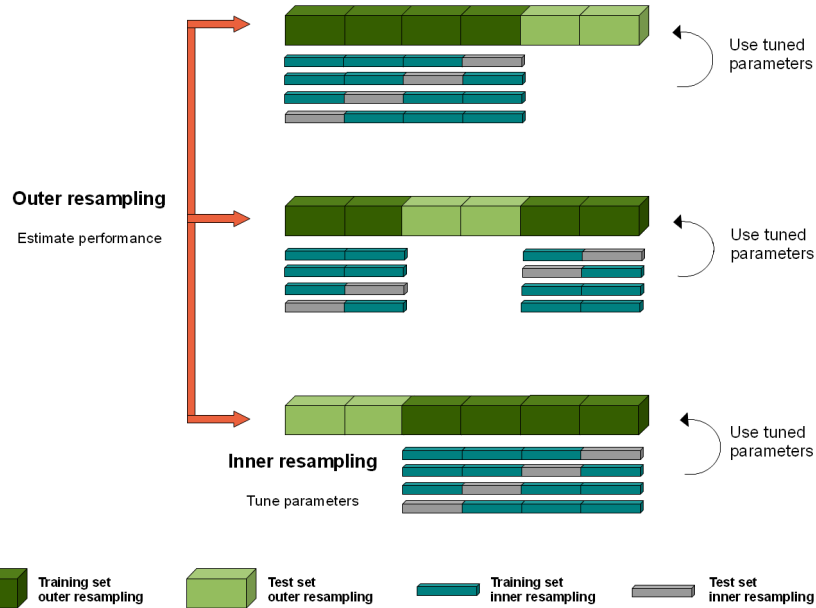 Use tuned
parameters
Outer resampling
Estimate performance
Use tuned
parameters
Use tuned
parameters
Inner resampling
Tune parameters
Training set
outer resampling
Test set
outer resampling
Training set
inner resampling
Test set
inner resampling